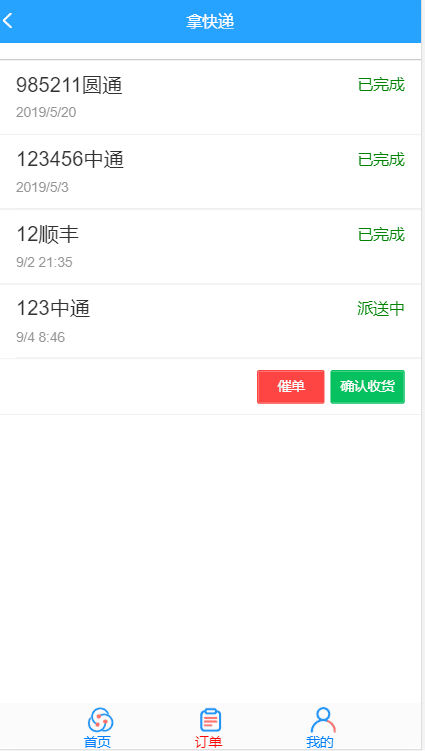 拿快递
985211圆通
已完成
2019/5/20
123456中通
已完成
2019/5/3
12顺丰
已完成
9/2 21:35
123中通
派送中
9/4 8:46
催单
确认收货
首页
订单
我的